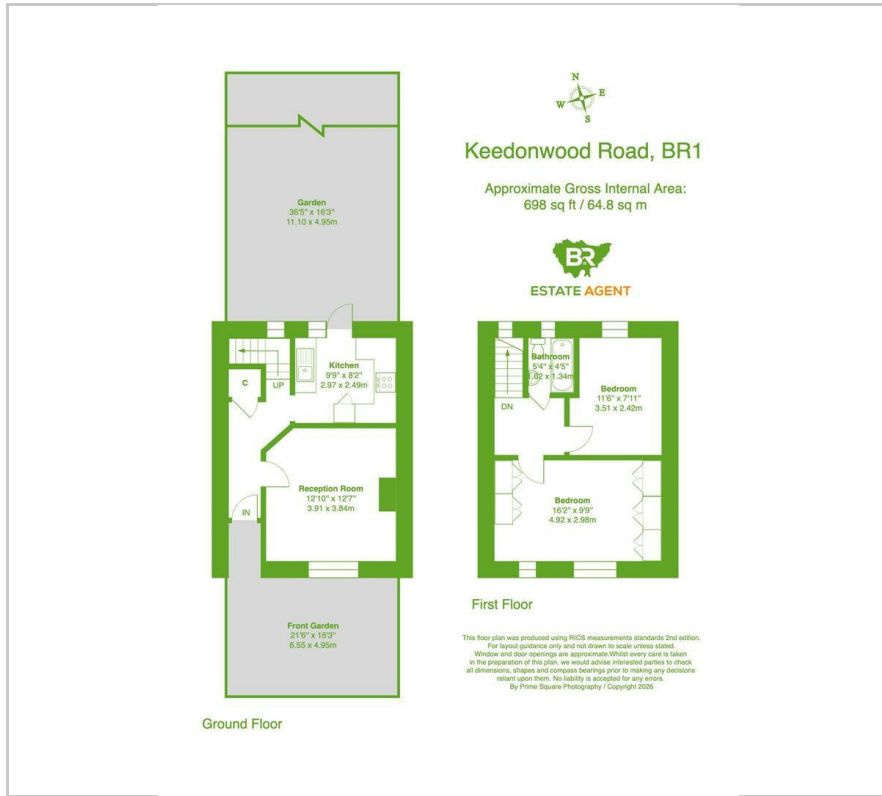 N
W E
S
Keedonwood Road, BR1
Approximate Gross Internal Area:
698 sq ft / 64.8 sq m
B&R
ESTATE AGENT
Garden
36'5" x 16'3"
11.10 x 4.95m
Kitchen
9'9" x 8'2"
2.97 x 2.49m
C
UP
Reception Room
12'10" x 12'7"
3.91 x 3.84m
IN
Front Garden
21'6" x 16'3"
6.55 x 4.95m
Ground Floor
Bathroom
5'4" x 4'5"
1.62 x 1.34m
Bedroom
11'6" x 7'11"
3.51 x 2.42m
DN
Bedroom
16'2" x 9'9"
4.92 x 2.98m
First Floor
This floor plan was produced using RICS measurements standards 2nd edition.
For layout guidance only and not drawn to scale unless stated.
Window and door openings are approximate.Whilst every care is taken
in the preparation of this plan, we would advise interested parties to check
all dimensions, shapes and compass bearings prior to making any decisions
reliant upon them. No liability is accepted for any errors.
By Prime Square Photography / Copyright 2026